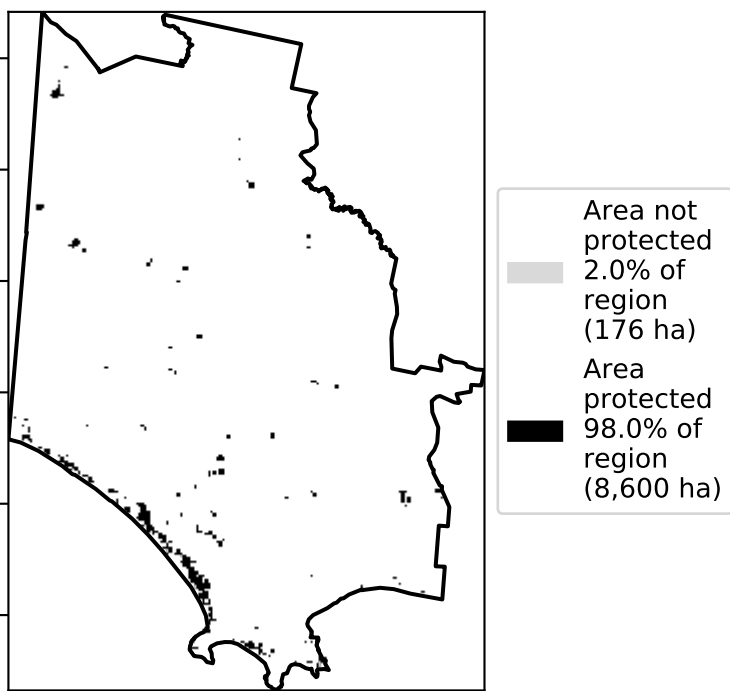 Area not
protected
2.0% of
region
(176 ha)
Area
protected
98.0% of
region
(8,600 ha)